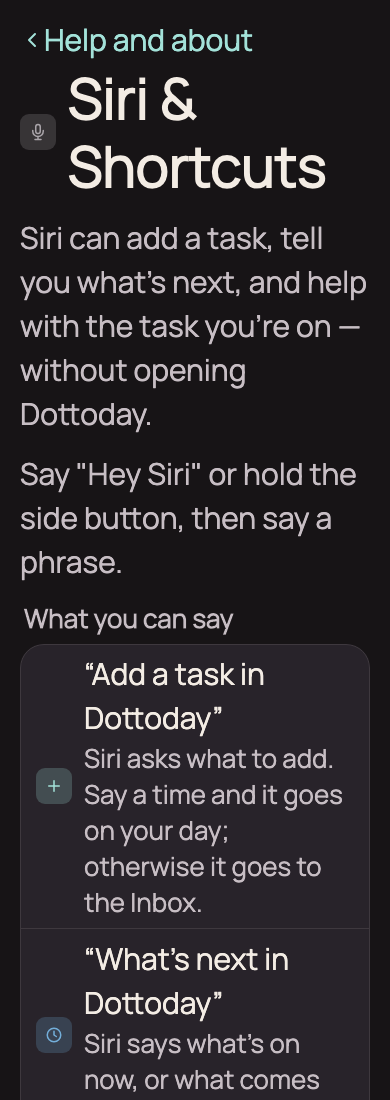 Help and about
Siri &
Shortcuts
Siri can add a task, tell
you what’s next, and help
with the task you’re on —
without opening
Dottoday.
Say "Hey Siri" or hold the
side button, then say a
phrase.
What you can say
“Add a task in
Dottoday”
Siri asks what to add.
Say a time and it goes
on your day;
otherwise it goes to
the Inbox.
“What’s next in
Dottoday”
Siri says what’s on
now, or what comes